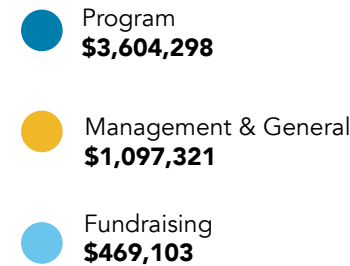 Program
$3,604,298
Management & General
$1,097,321
Fundraising
$469,103